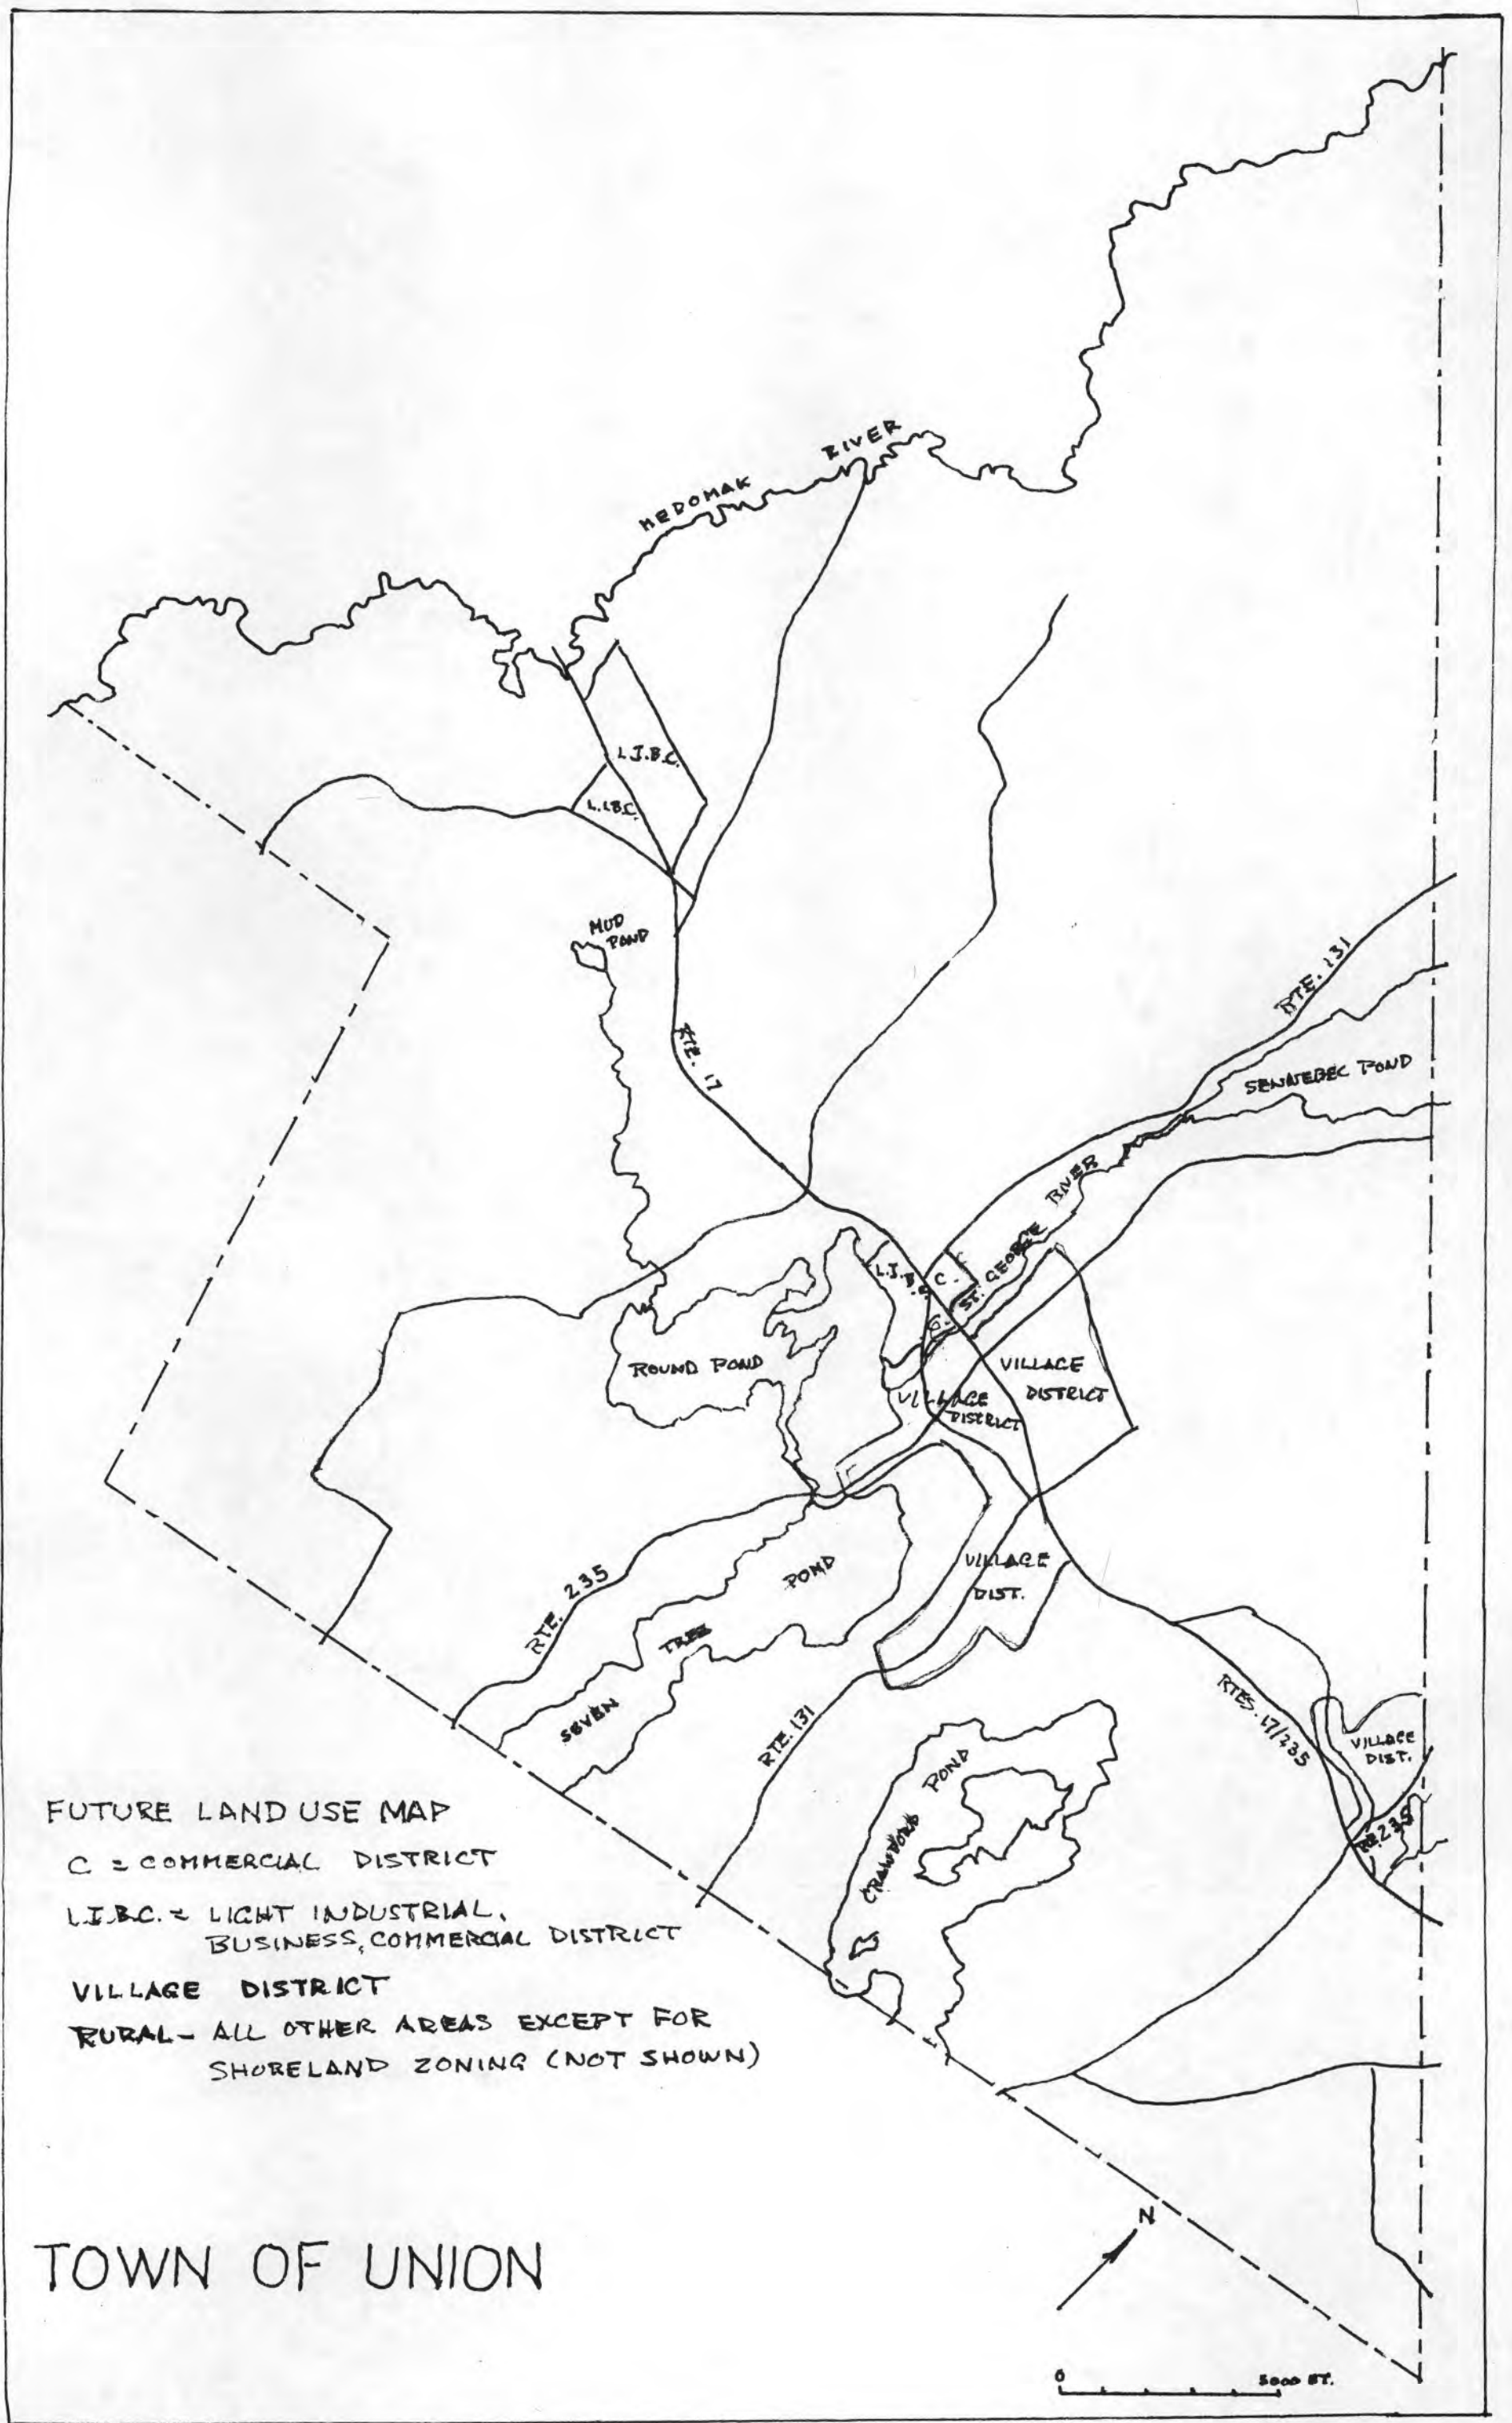 MEDOMAK RIVER
L.I.B.C.
L.I.B.C.
MUD
POND
RTE. 17
RTE. 131
SENNEBEC POND
ST. GEORGE RIVER
L.I.B.C.
C.
C.
VILLAGE
DISTRICT
VILLAGE
DISTRICT
ROUND POND
RTE. 235
SEVEN TREE POND
VILLAGE
DIST.
RTE. 131
CRAWFORD POND
RTES. 17/235
VILLAGE
DIST.
RTE 235
FUTURE LAND USE MAP
C = COMMERCIAL DISTRICT
L.I.B.C. = LIGHT INDUSTRIAL,
BUSINESS, COMMERCIAL DISTRICT
VILLAGE DISTRICT
RURAL - ALL OTHER AREAS EXCEPT FOR
SHORELAND ZONING (NOT SHOWN)
TOWN OF UNION
N
0 5000 FT.